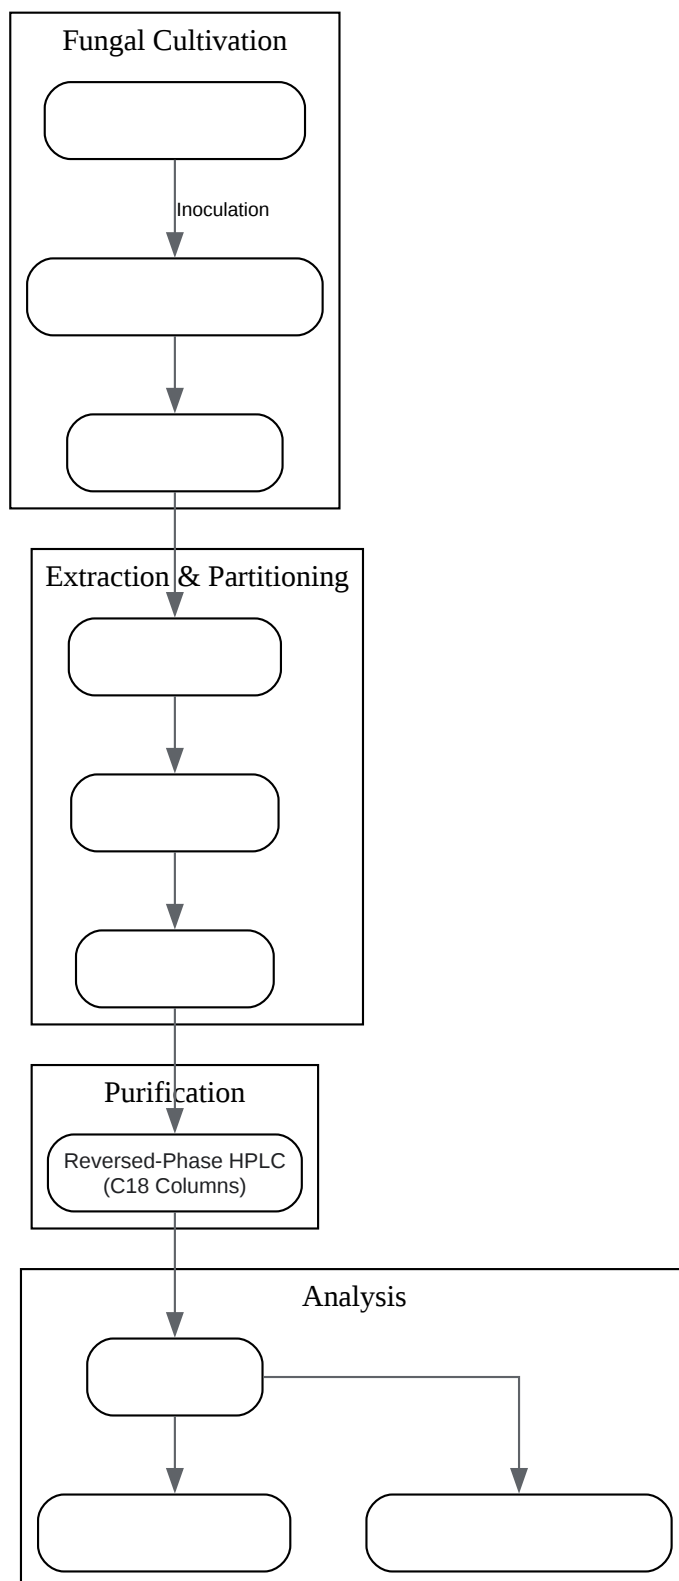 Fungal Cultivation
Inoculation
Extraction & Partitioning
Purification
Reversed-Phase HPLC
(C18 Columns)
Analysis